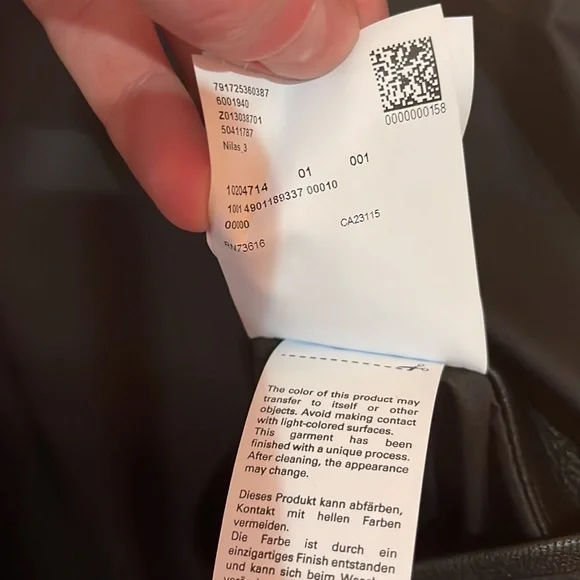 791725360387
6001940
Z013038701
50411787
Nilas_3
0000000158
10204714 01 001
1001 4901189337 00010
00000 CA23115
RN73616
The color of this product may
transfer to itself or other
objects. Avoid making contact
with light-colored surfaces.
This garment has been
finished with a unique process.
After cleaning, the appearance
may change.
Dieses Produkt kann abfärben,
Kontakt mit hellen Farben
vermeiden.
Die Farbe ist durch ein
einzigartiges Finish entstanden
und kann sich beim